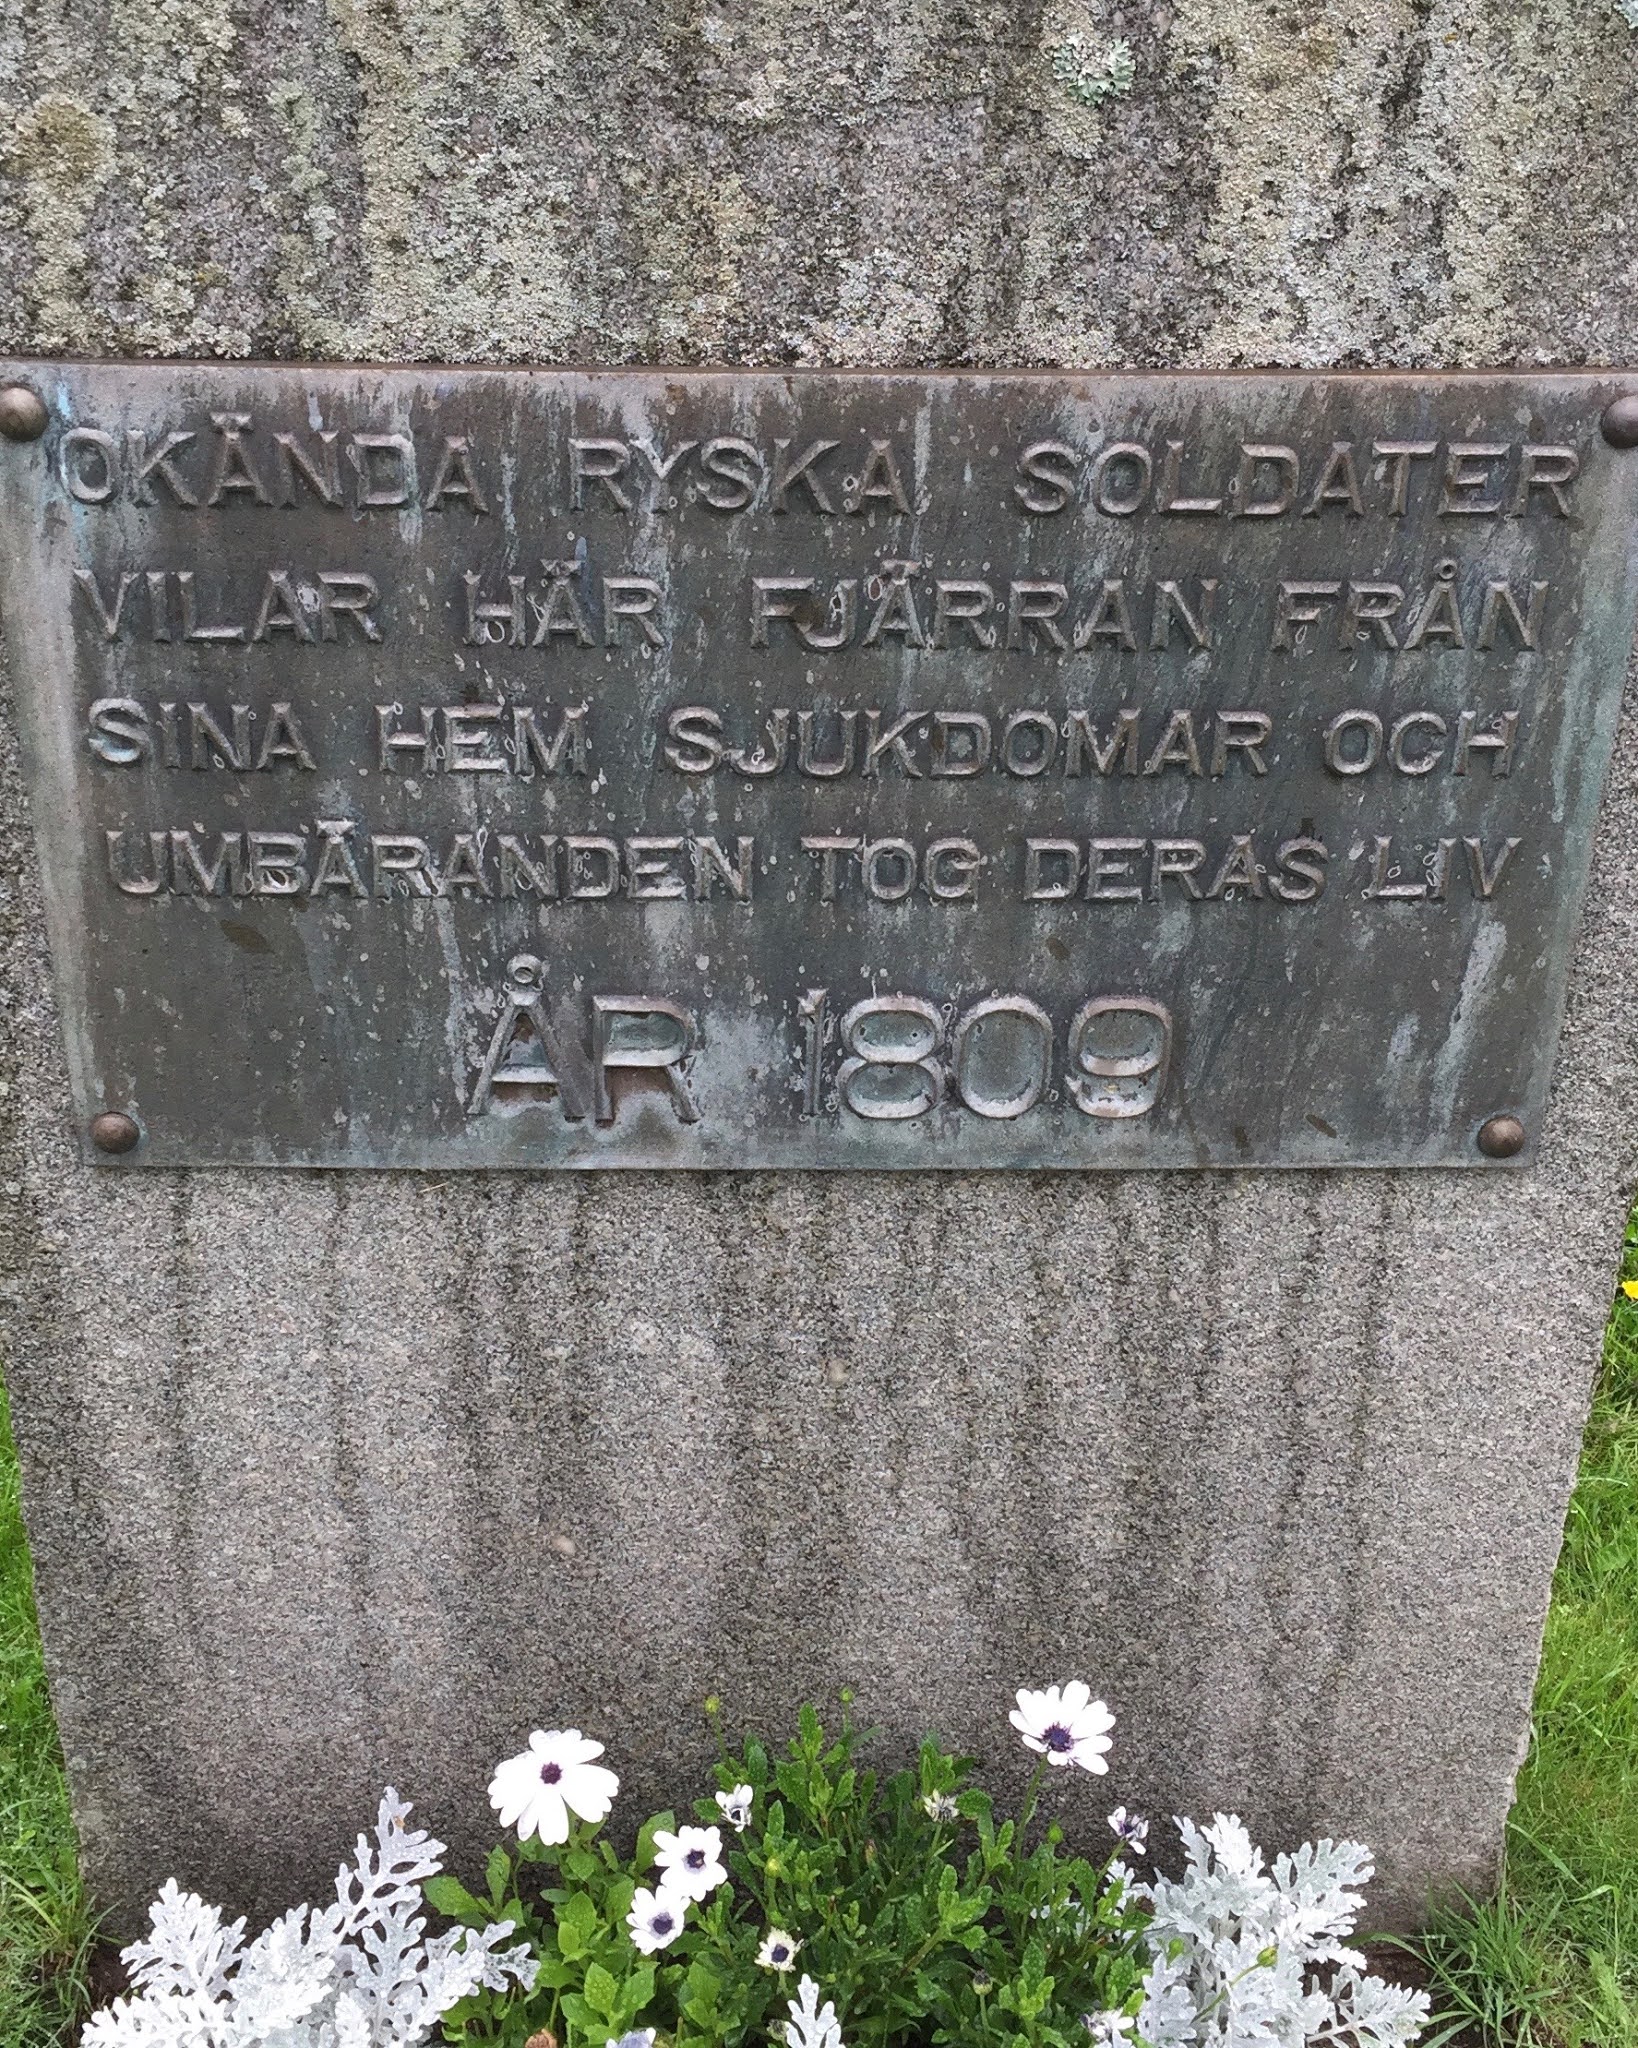 OKÄNDA RYSKA SOLDATER
VILAR HÄR FJÄRRAN FRÅN
SINA HEM SJUKDOMAR OCH
UMBÄRANDEN TOG DERAS LIV
ÅR 1809